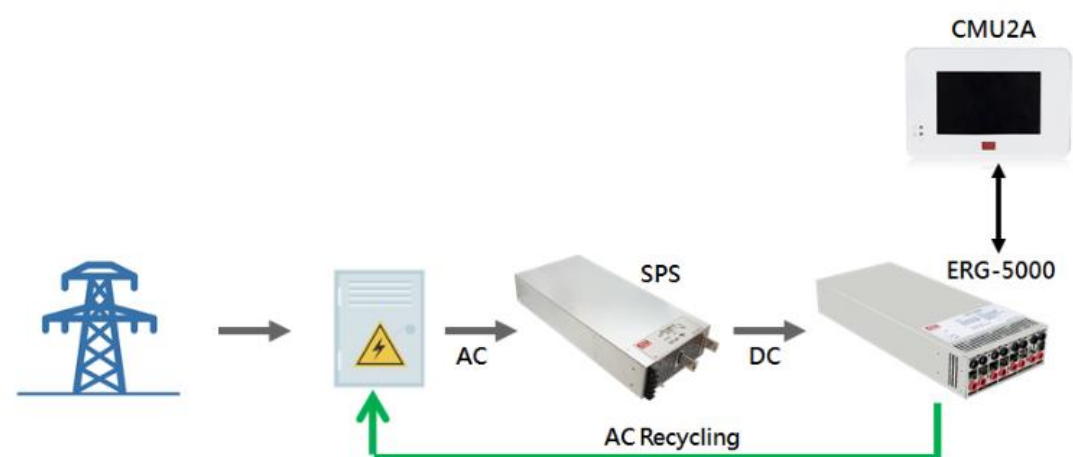 CMU2A
ERG-5000
SPS
AC
DC
AC Recycling